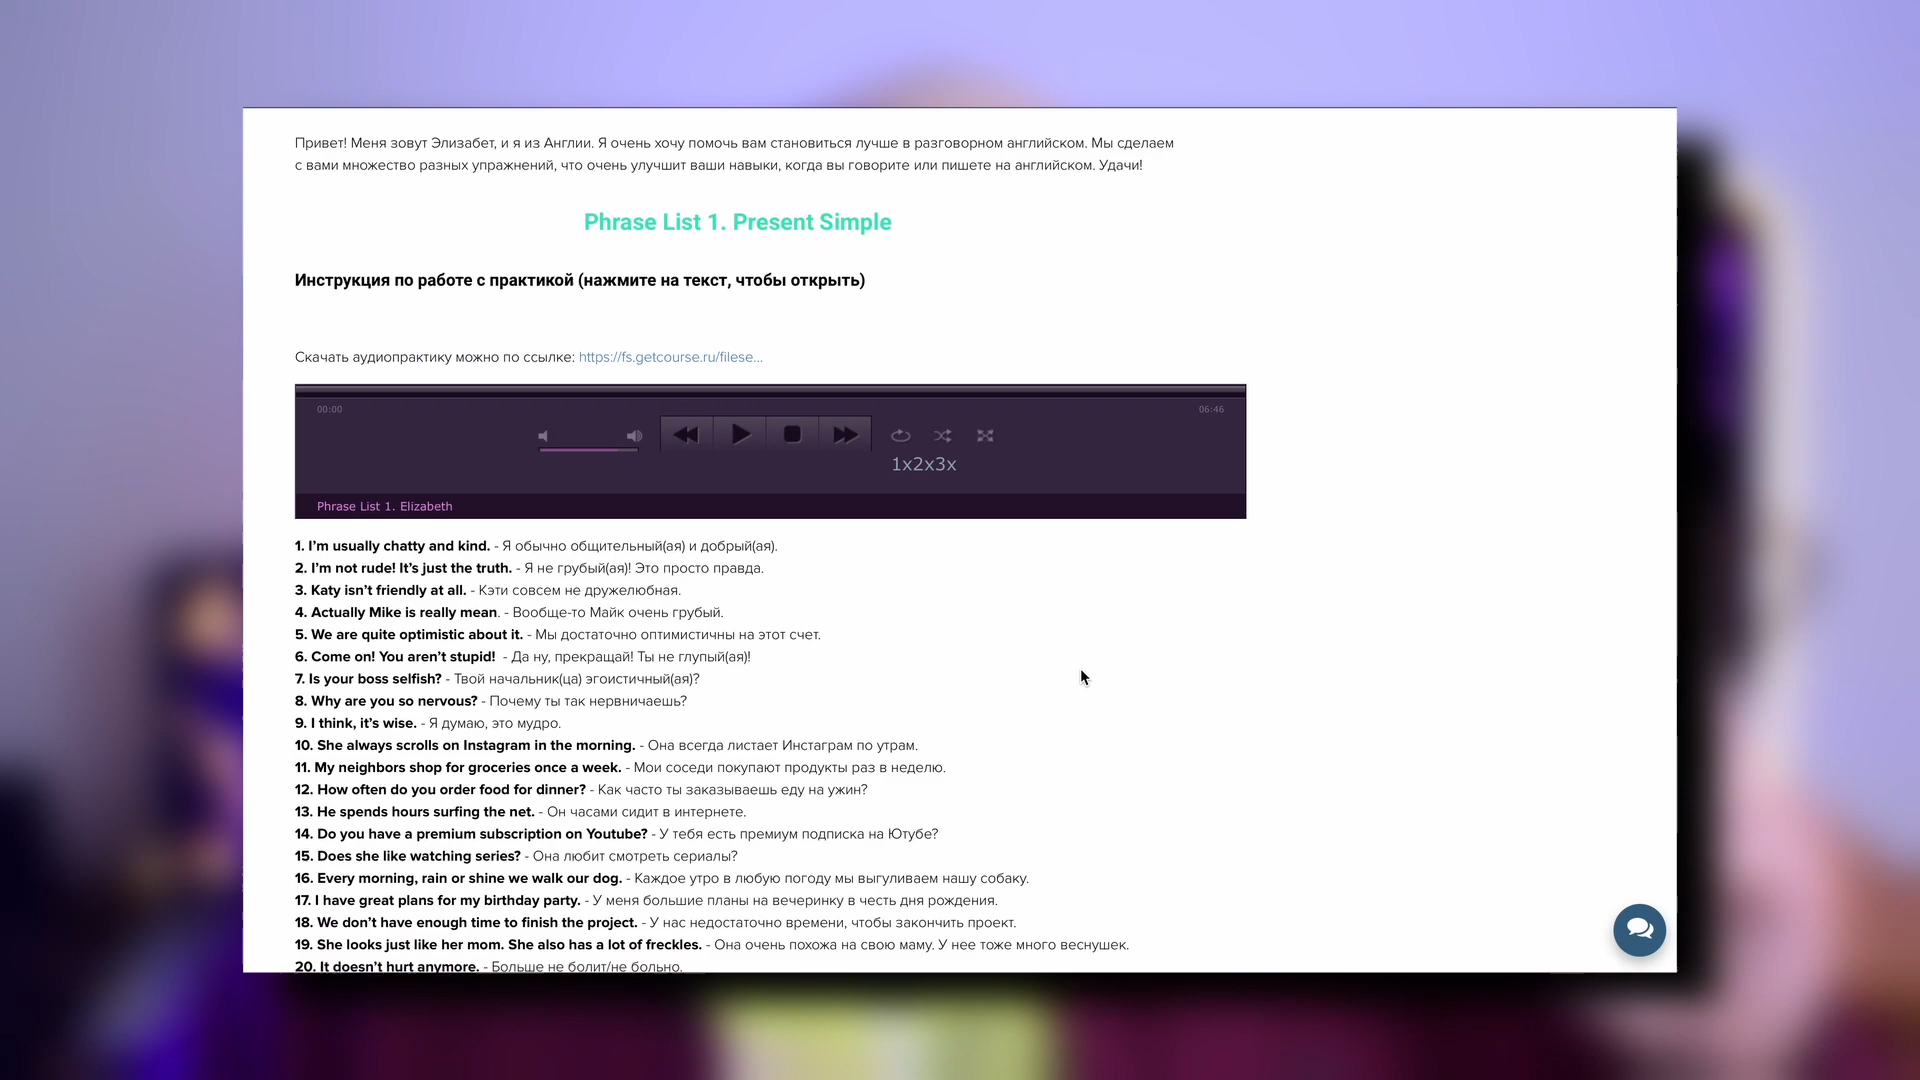 Привет! Меня зовут Элизабет, и я из Англии. Я очень хочу помочь вам становиться лучше в разговорном английском. Мы сделаем
с вами множество разных упражнений, что очень улучшит ваши навыки, когда вы говорите или пишете на английском. Удачи!
Phrase List 1. Present Simple
Инструкция по работе с практикой (нажмите на текст, чтобы открыть)
Скачать аудиопрактику можно по ссылке: https://fs.getcourse.ru/filese...
00:00
06:46
1x2x3x
Phrase List 1. Elizabeth
1. I’m usually chatty and kind. - Я обычно общительный(ая) и добрый(ая).
2. I’m not rude! It’s just the truth. - Я не грубый(ая)! Это просто правда.
3. Katy isn’t friendly at all. - Кэти совсем не дружелюбная.
4. Actually Mike is really mean. - Вообще-то Майк очень грубый.
5. We are quite optimistic about it. - Мы достаточно оптимистичны на этот счет.
6. Come on! You aren’t stupid! - Да ну, прекращай! Ты не глупый(ая)!
7. Is your boss selfish? - Твой начальник(ца) эгоистичный(ая)?
8. Why are you so nervous? - Почему ты так нервничаешь?
9. I think, it’s wise. - Я думаю, это мудро.
10. She always scrolls on Instagram in the morning. - Она всегда листает Инстаграм по утрам.
11. My neighbors shop for groceries once a week. - Мои соседи покупают продукты раз в неделю.
12. How often do you order food for dinner? - Как часто ты заказываешь еду на ужин?
13. He spends hours surfing the net. - Он часами сидит в интернете.
14. Do you have a premium subscription on Youtube? - У тебя есть премиум подписка на Ютубе?
15. Does she like watching series? - Она любит смотреть сериалы?
16. Every morning, rain or shine we walk our dog. - Каждое утро в любую погоду мы выгуливаем нашу собаку.
17. I have great plans for my birthday party. - У меня большие планы на вечеринку в честь дня рождения.
18. We don’t have enough time to finish the project. - У нас недостаточно времени, чтобы закончить проект.
19. She looks just like her mom. She also has a lot of freckles. - Она очень похожа на свою маму. У нее тоже много веснушек.
20. It doesn’t hurt anymore. - Больше не болит/не больно.